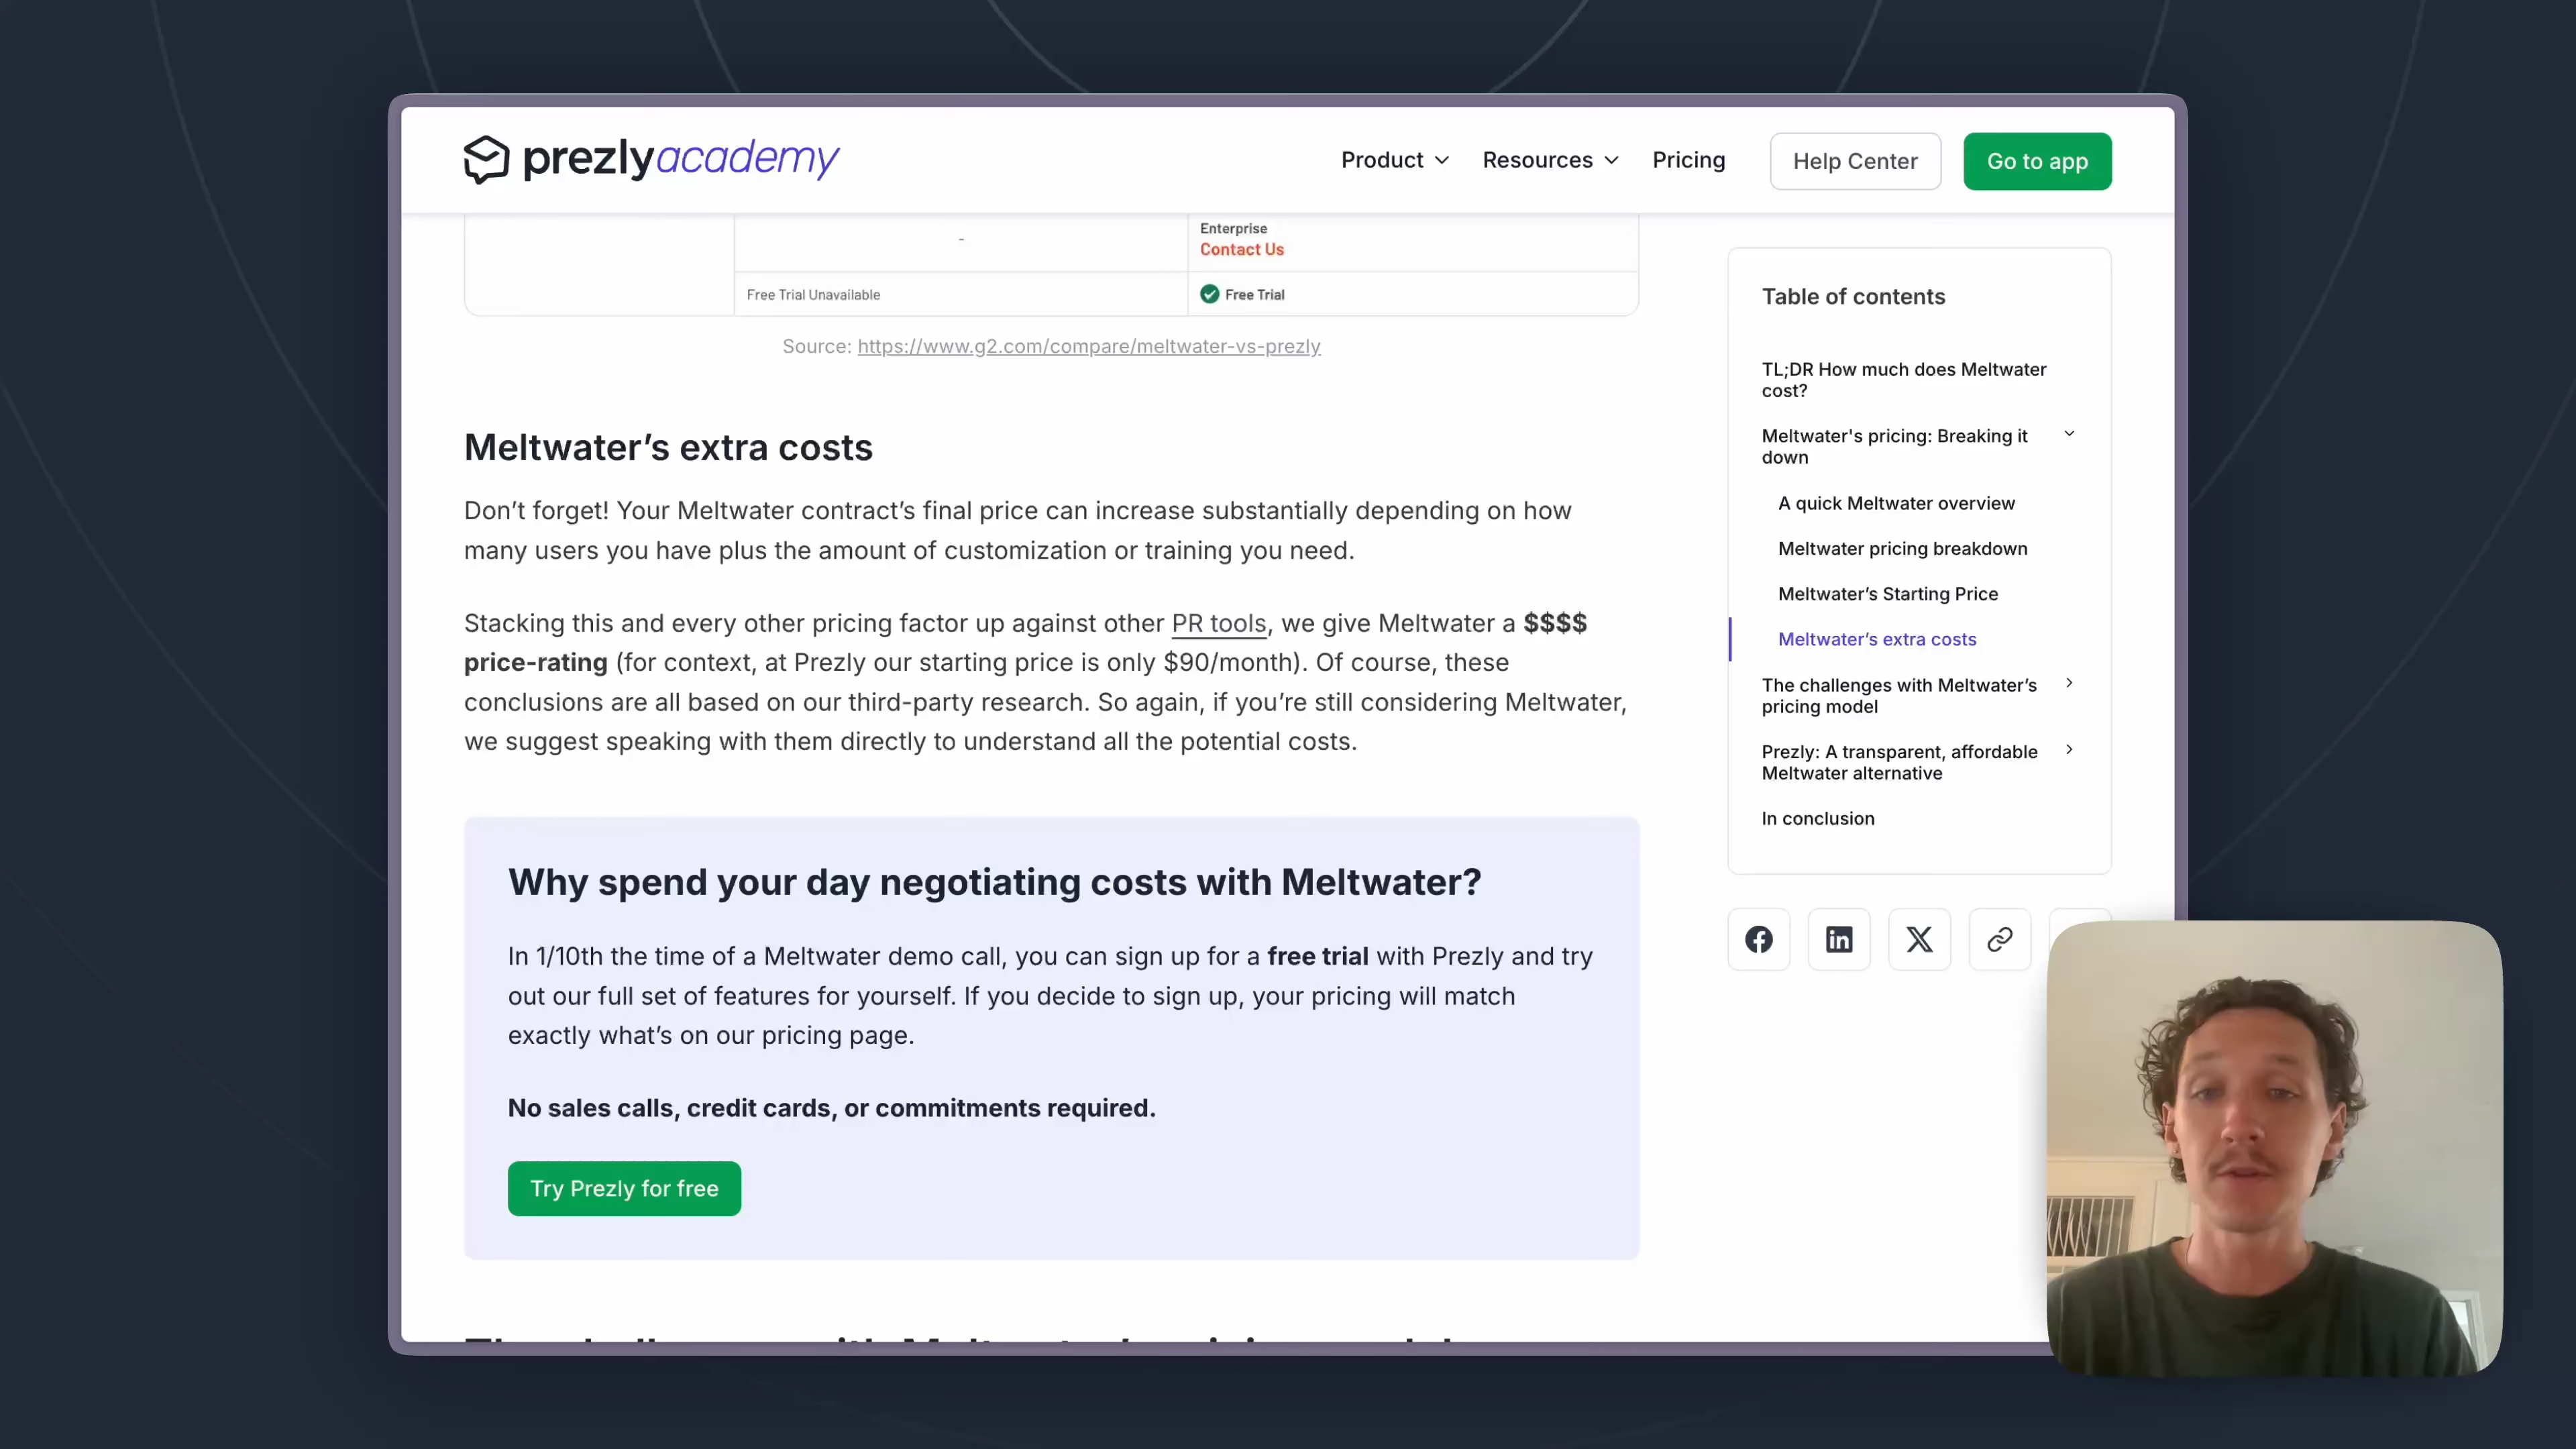 prezlyacademy
Product
Resources
Pricing
Help Center
Go to app
-
Enterprise
Contact Us
Free Trial Unavailable
Free Trial
Source: https://www.g2.com/compare/meltwater-vs-prezly
Meltwater’s extra costs
Don’t forget! Your Meltwater contract’s final price can increase substantially depending on how
many users you have plus the amount of customization or training you need.
Stacking this and every other pricing factor up against other PR tools, we give Meltwater a $$$$
price-rating (for context, at Prezly our starting price is only $90/month). Of course, these
conclusions are all based on our third-party research. So again, if you’re still considering Meltwater,
we suggest speaking with them directly to understand all the potential costs.
Why spend your day negotiating costs with Meltwater?
In 1/10th the time of a Meltwater demo call, you can sign up for a free trial with Prezly and try
out our full set of features for yourself. If you decide to sign up, your pricing will match
exactly what’s on our pricing page.
No sales calls, credit cards, or commitments required.
Try Prezly for free
Table of contents
TL;DR How much does Meltwater
cost?
Meltwater's pricing: Breaking it
down
A quick Meltwater overview
Meltwater pricing breakdown
Meltwater’s Starting Price
Meltwater’s extra costs
The challenges with Meltwater’s
pricing model
Prezly: A transparent, affordable
Meltwater alternative
In conclusion